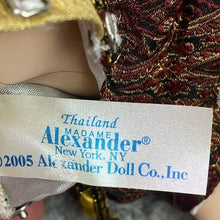 Thailand
MADAME
Alexander®
New York, NY
©2005 Alexander Doll Co., Inc